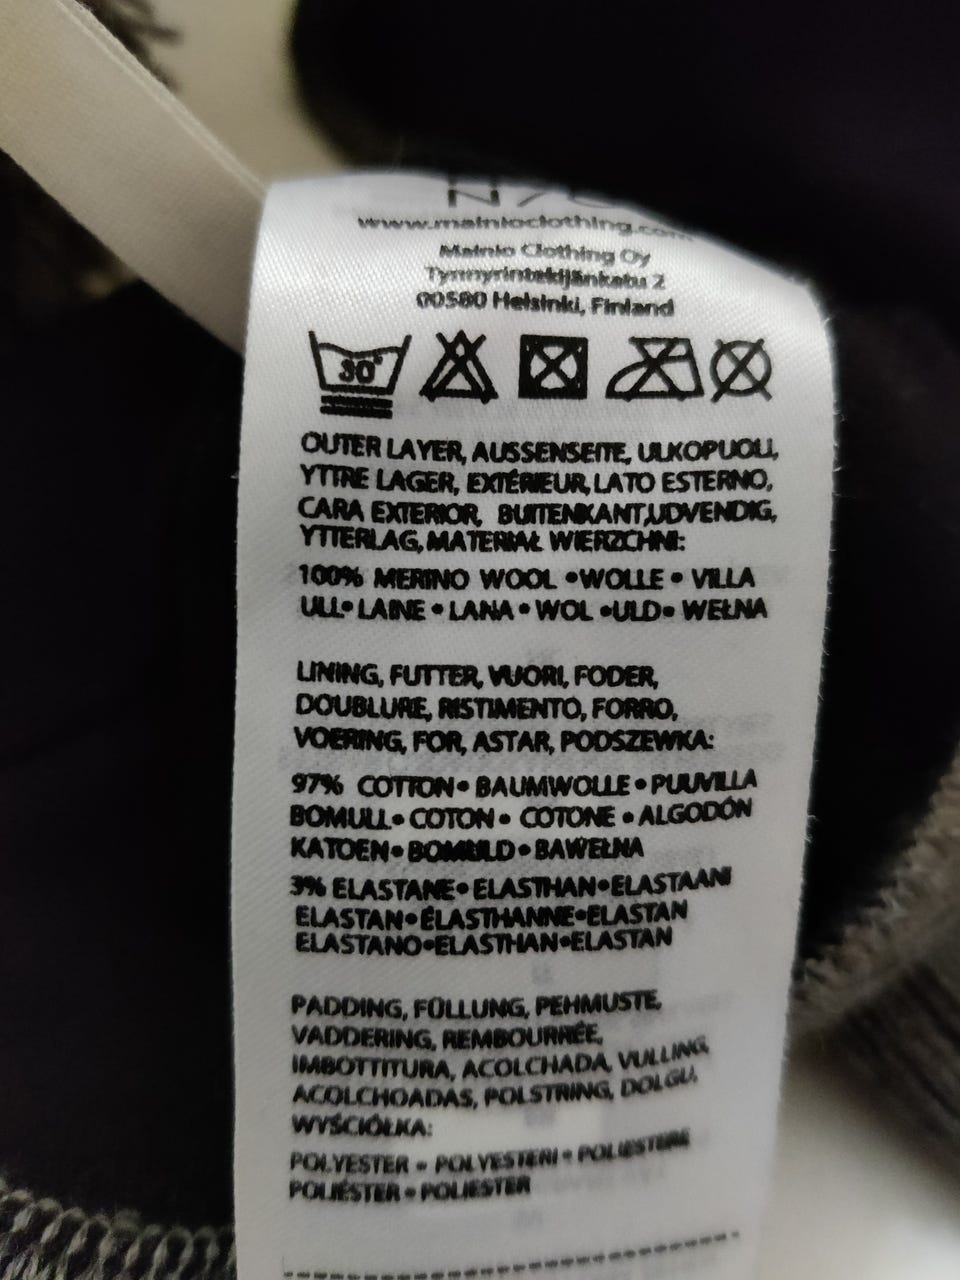 www.mainioclothing.com
Mainio Clothing Oy
Tynnyrintekijänkatu 2
00580 Helsinki, Finland
30°
OUTER LAYER, AUSSENSEITE, ULKOPUOLI,
YTTRE LAGER, EXTÉRIEUR, LATO ESTERNO,
CARA EXTERIOR, BUITENKANT,UDVENDIG,
YTTERLAG, MATERIAŁ WIERZCHNI:
100% MERINO WOOL •WOLLE • VILLA
ULL• LAINE • LANA • WOL •ULD• WEŁNA
LINING, FUTTER, VUORI, FODER,
DOUBLURE, RISTIMENTO, FORRO,
VOERING, FOR, ASTAR, PODSZEWKA:
97% COTTON• BAUMWOLLE • PUUVILLA
BOMULL• COTON • COTONE • ALGODÓN
KATOEN• BOMULD • BAWEŁNA
3% ELASTANE• ELASTHAN•ELASTAANI
ELASTAN•ÉLASTHANNE•ELASTAN
ELASTANO•ELASTHAN•ELASTAN
PADDING, FÜLLUNG, PEHMUSTE,
VADDERING, REMBOURRÉE,
IMBOTTITURA, ACOLCHADA, VULLING,
ACOLCHOADAS, POLSTRING, DOLGU,
WYŚCIÓŁKA:
POLYESTER • POLYESTERI • POLIESTERE
POLIÉSTER • POLIESTER